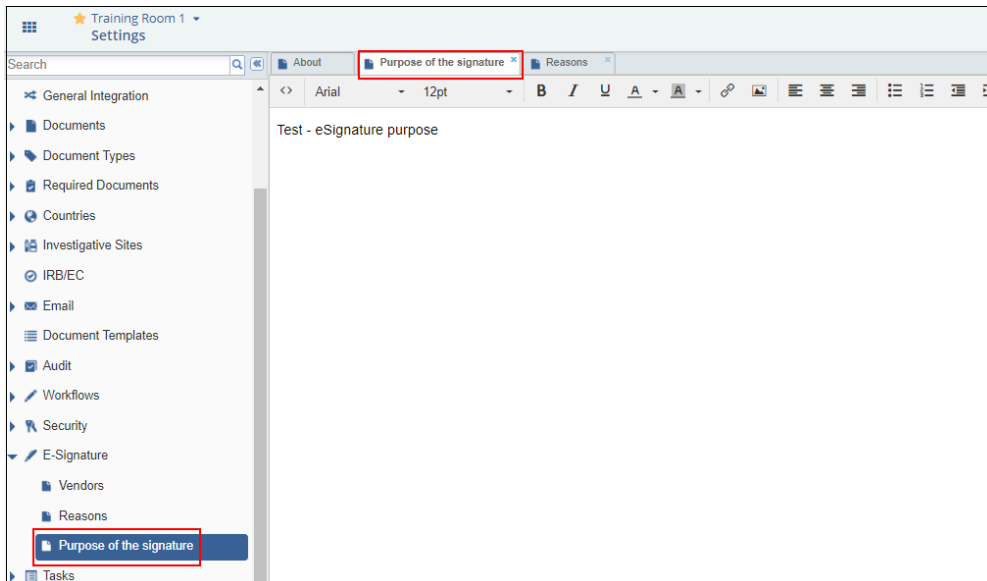 Training Room 1
Settings
Search
About
Purpose of the signature
Reasons
Arial
12pt
B I U A A
Test - eSignature purpose
General Integration
Documents
Document Types
Required Documents
Countries
Investigative Sites
IRB/EC
Email
Document Templates
Audit
Workflows
Security
E-Signature
Vendors
Reasons
Purpose of the signature
Tasks